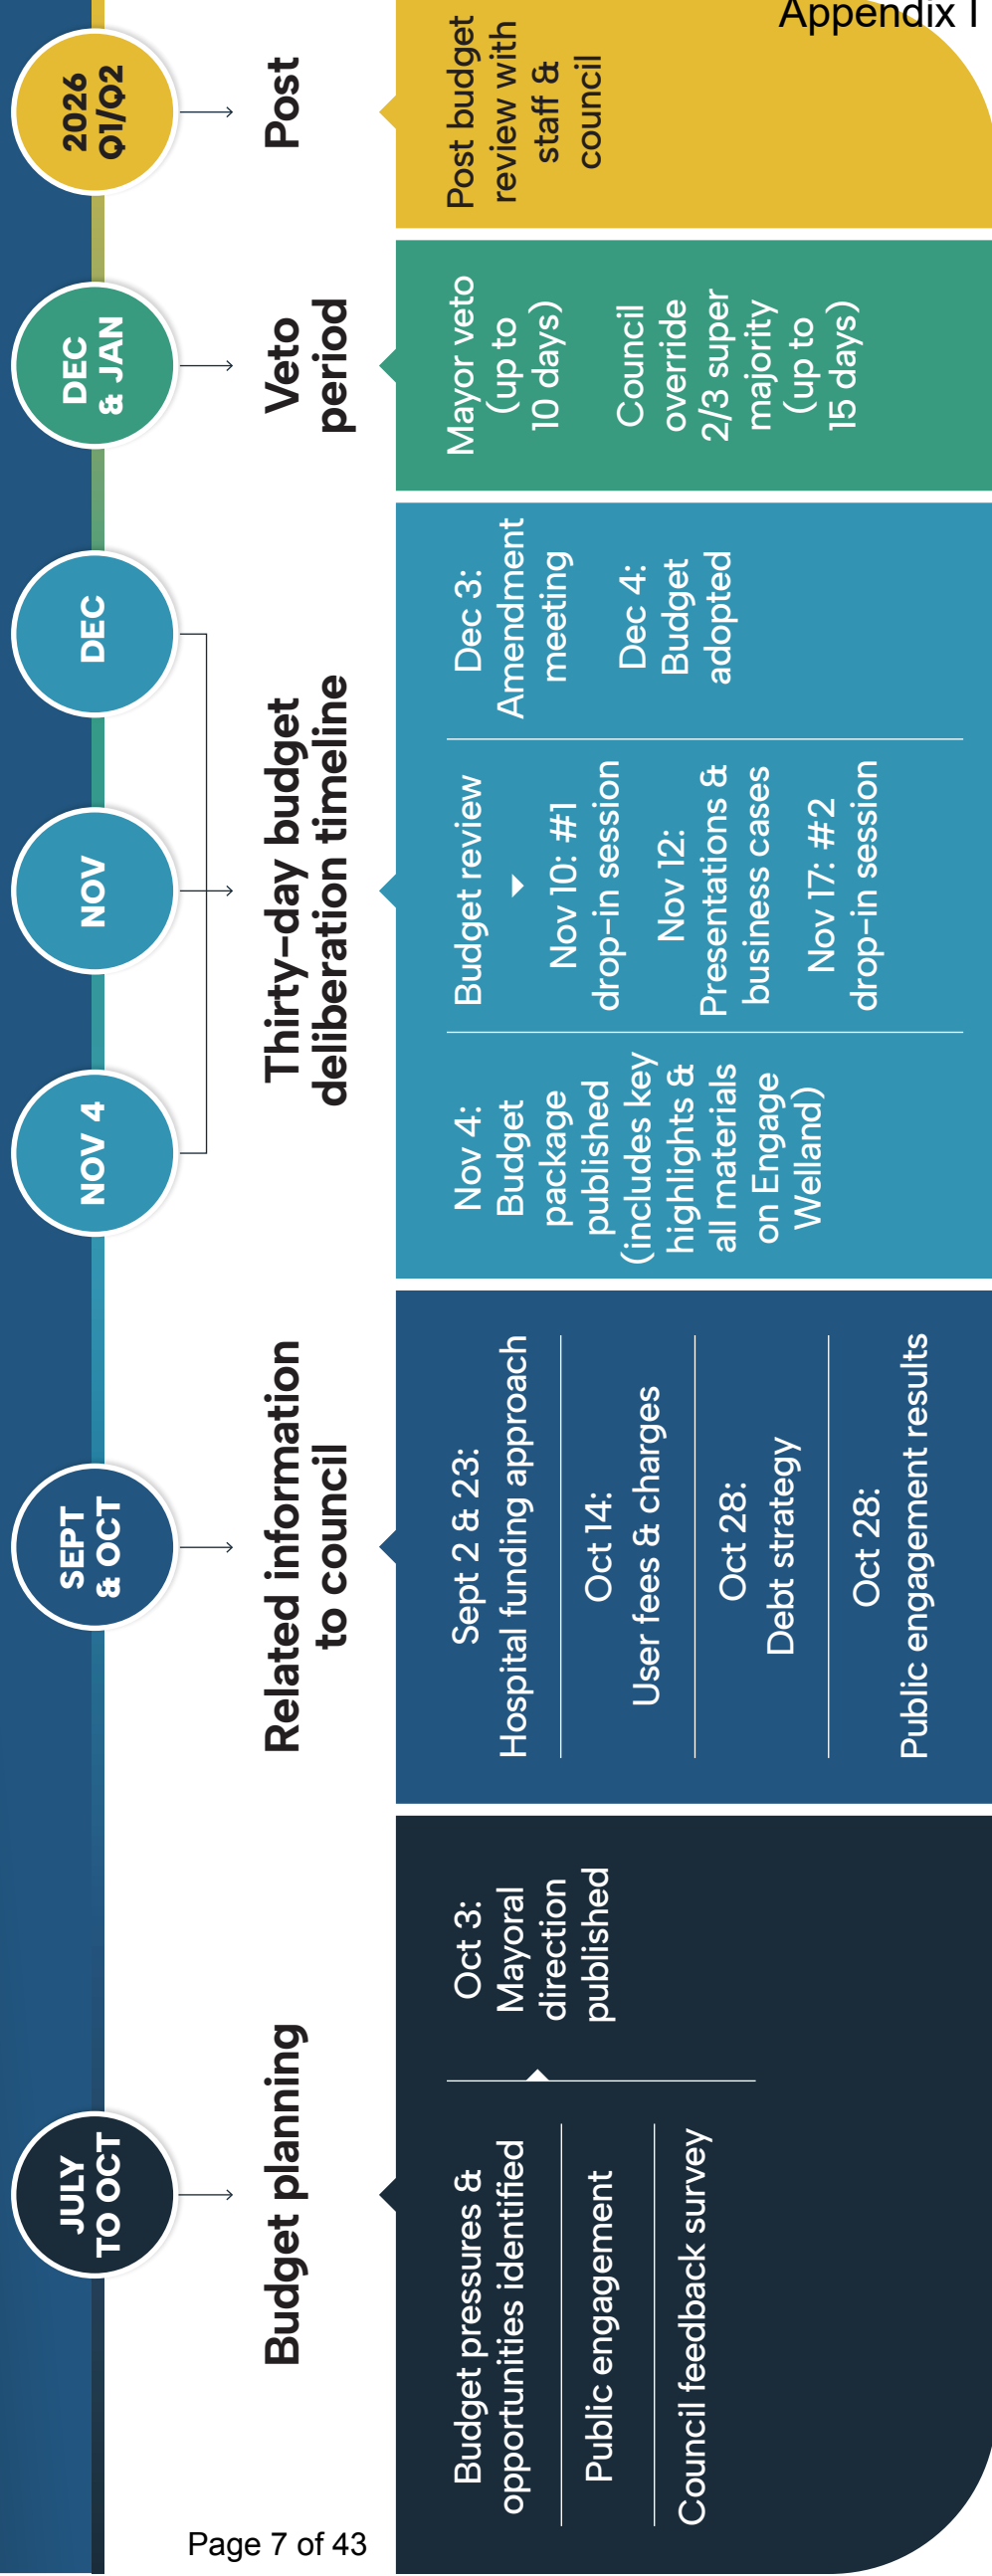 Appendix I
JULY
TO OCT
Budget planning
Budget pressures &
opportunities identified
Public engagement
Council feedback survey
Oct 3:
Mayoral
direction
published
SEPT
& OCT
Related information
to council
Sept 2 & 23:
Hospital funding approach
Oct 14:
User fees & charges
Oct 28:
Debt strategy
Oct 28:
Public engagement results
NOV 4
NOV
DEC
Thirty-day budget
deliberation timeline
Nov 4:
Budget
package
published
(includes key
highlights &
all materials
on Engage
Welland)
Budget review
Nov 10: #1
drop-in session
Nov 12:
Presentations &
business cases
Nov 17: #2
drop-in session
Dec 3:
Amendment
meeting
Dec 4:
Budget
adopted
DEC
& JAN
Veto
period
Mayor veto
(up to
10 days)
Council
override
2/3 super
majority
(up to
15 days)
2026
Q1/Q2
Post
Post budget
review with
staff &
council
Page 7 of 43